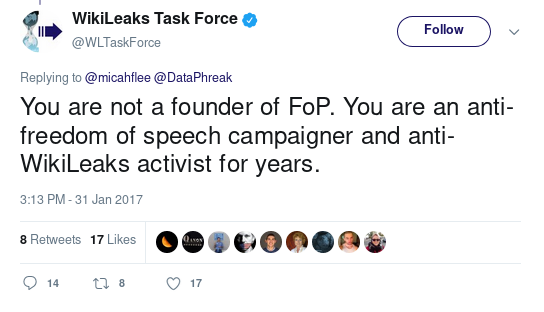 WikiLeaks Task Force
@WLTaskForce
Follow
Replying to @micahflee @DataPhreak
You are not a founder of FoP. You are an anti-
freedom of speech campaigner and anti-
WikiLeaks activist for years.
3:13 PM - 31 Jan 2017
8 Retweets 17 Likes
14 8 17